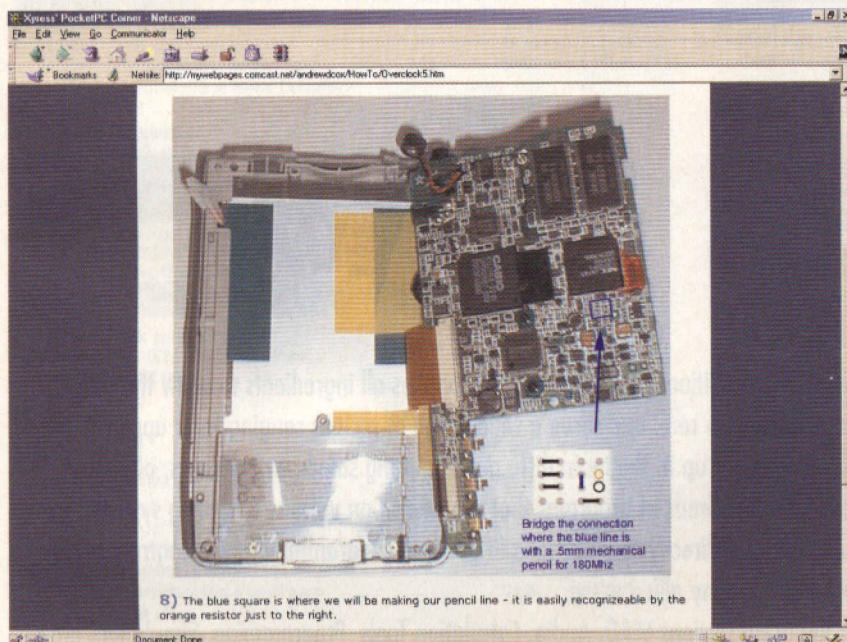 Xpress' PocketPC Corner - Netscape
File Edit View Go Communicator Help
Bookmarks Netsite: http://mywebpages.comcast.net/andrewdcox/HowTo/Overclock5.htm
CASIO
Bridge the connection
where the blue line is
with a .5mm mechanical
pencil for 180Mhz
8) The blue square is where we will be making our pencil line - it is easily recognizeable by the
orange resistor just to the right.
Document: Done